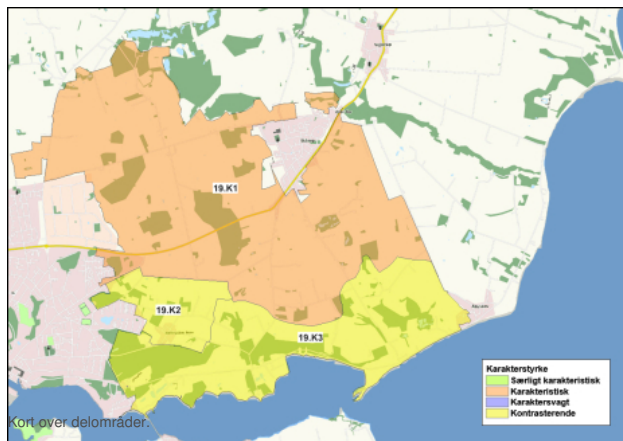 19.K1
19.K2
19.K3
Karakterstyrke
Særligt karakteristisk
Karakteristisk
Karaktersvagt
Kontrasterende
Kort over delområder.